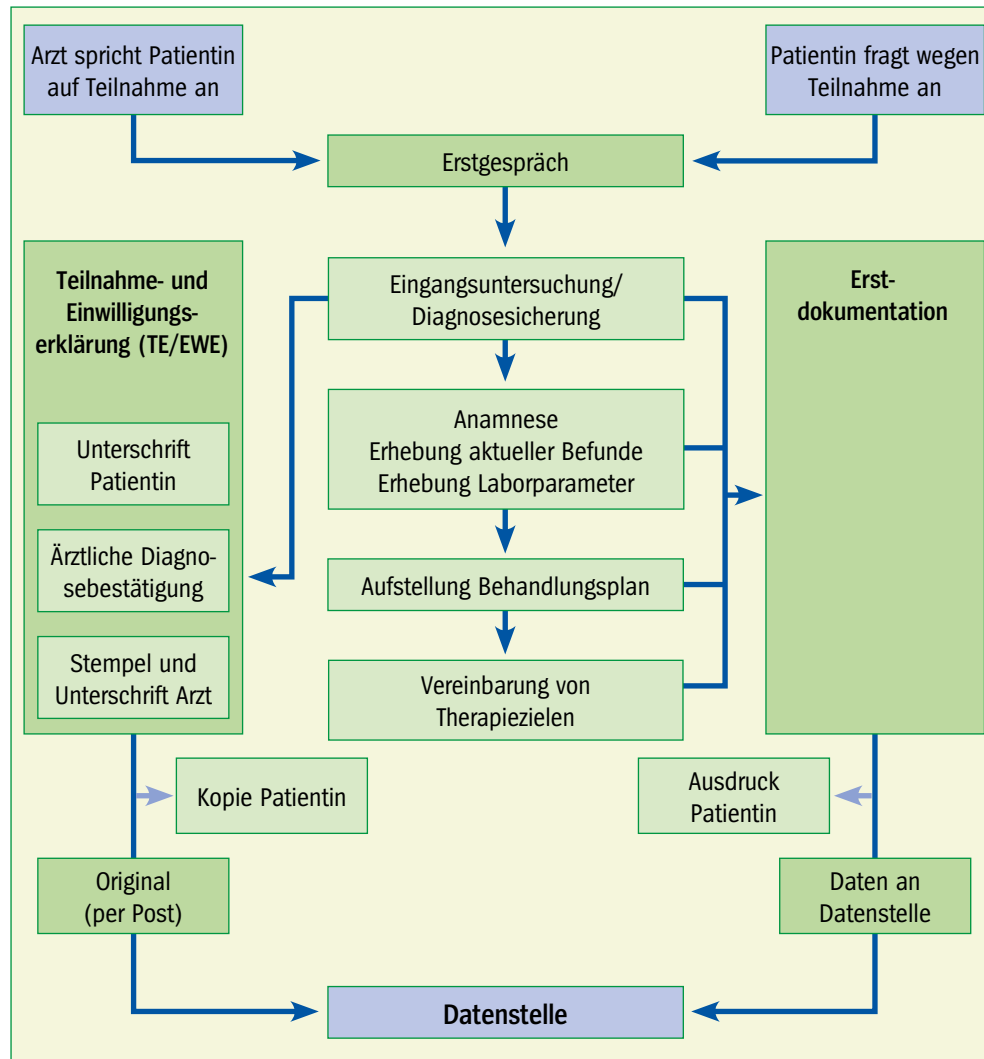 Arzt spricht Patientin
auf Teilnahme an
Patientin fragt wegen
Teilnahme an
Erstgespräch
Teilnahme- und
Einwilligungs-
erklärung (TE/EWE)
Unterschrift
Patientin
Ärztliche Diagno-
sebestätigung
Stempel und
Unterschrift Arzt
Eingangsuntersuchung/
Diagnosesicherung
Anamnese
Erhebung aktueller Befunde
Erhebung Laborparameter
Aufstellung Behandlungsplan
Vereinbarung von
Therapiezielen
Erst-
dokumentation
Kopie Patientin
Ausdruck
Patientin
Original
(per Post)
Daten an
Datenstelle
Datenstelle